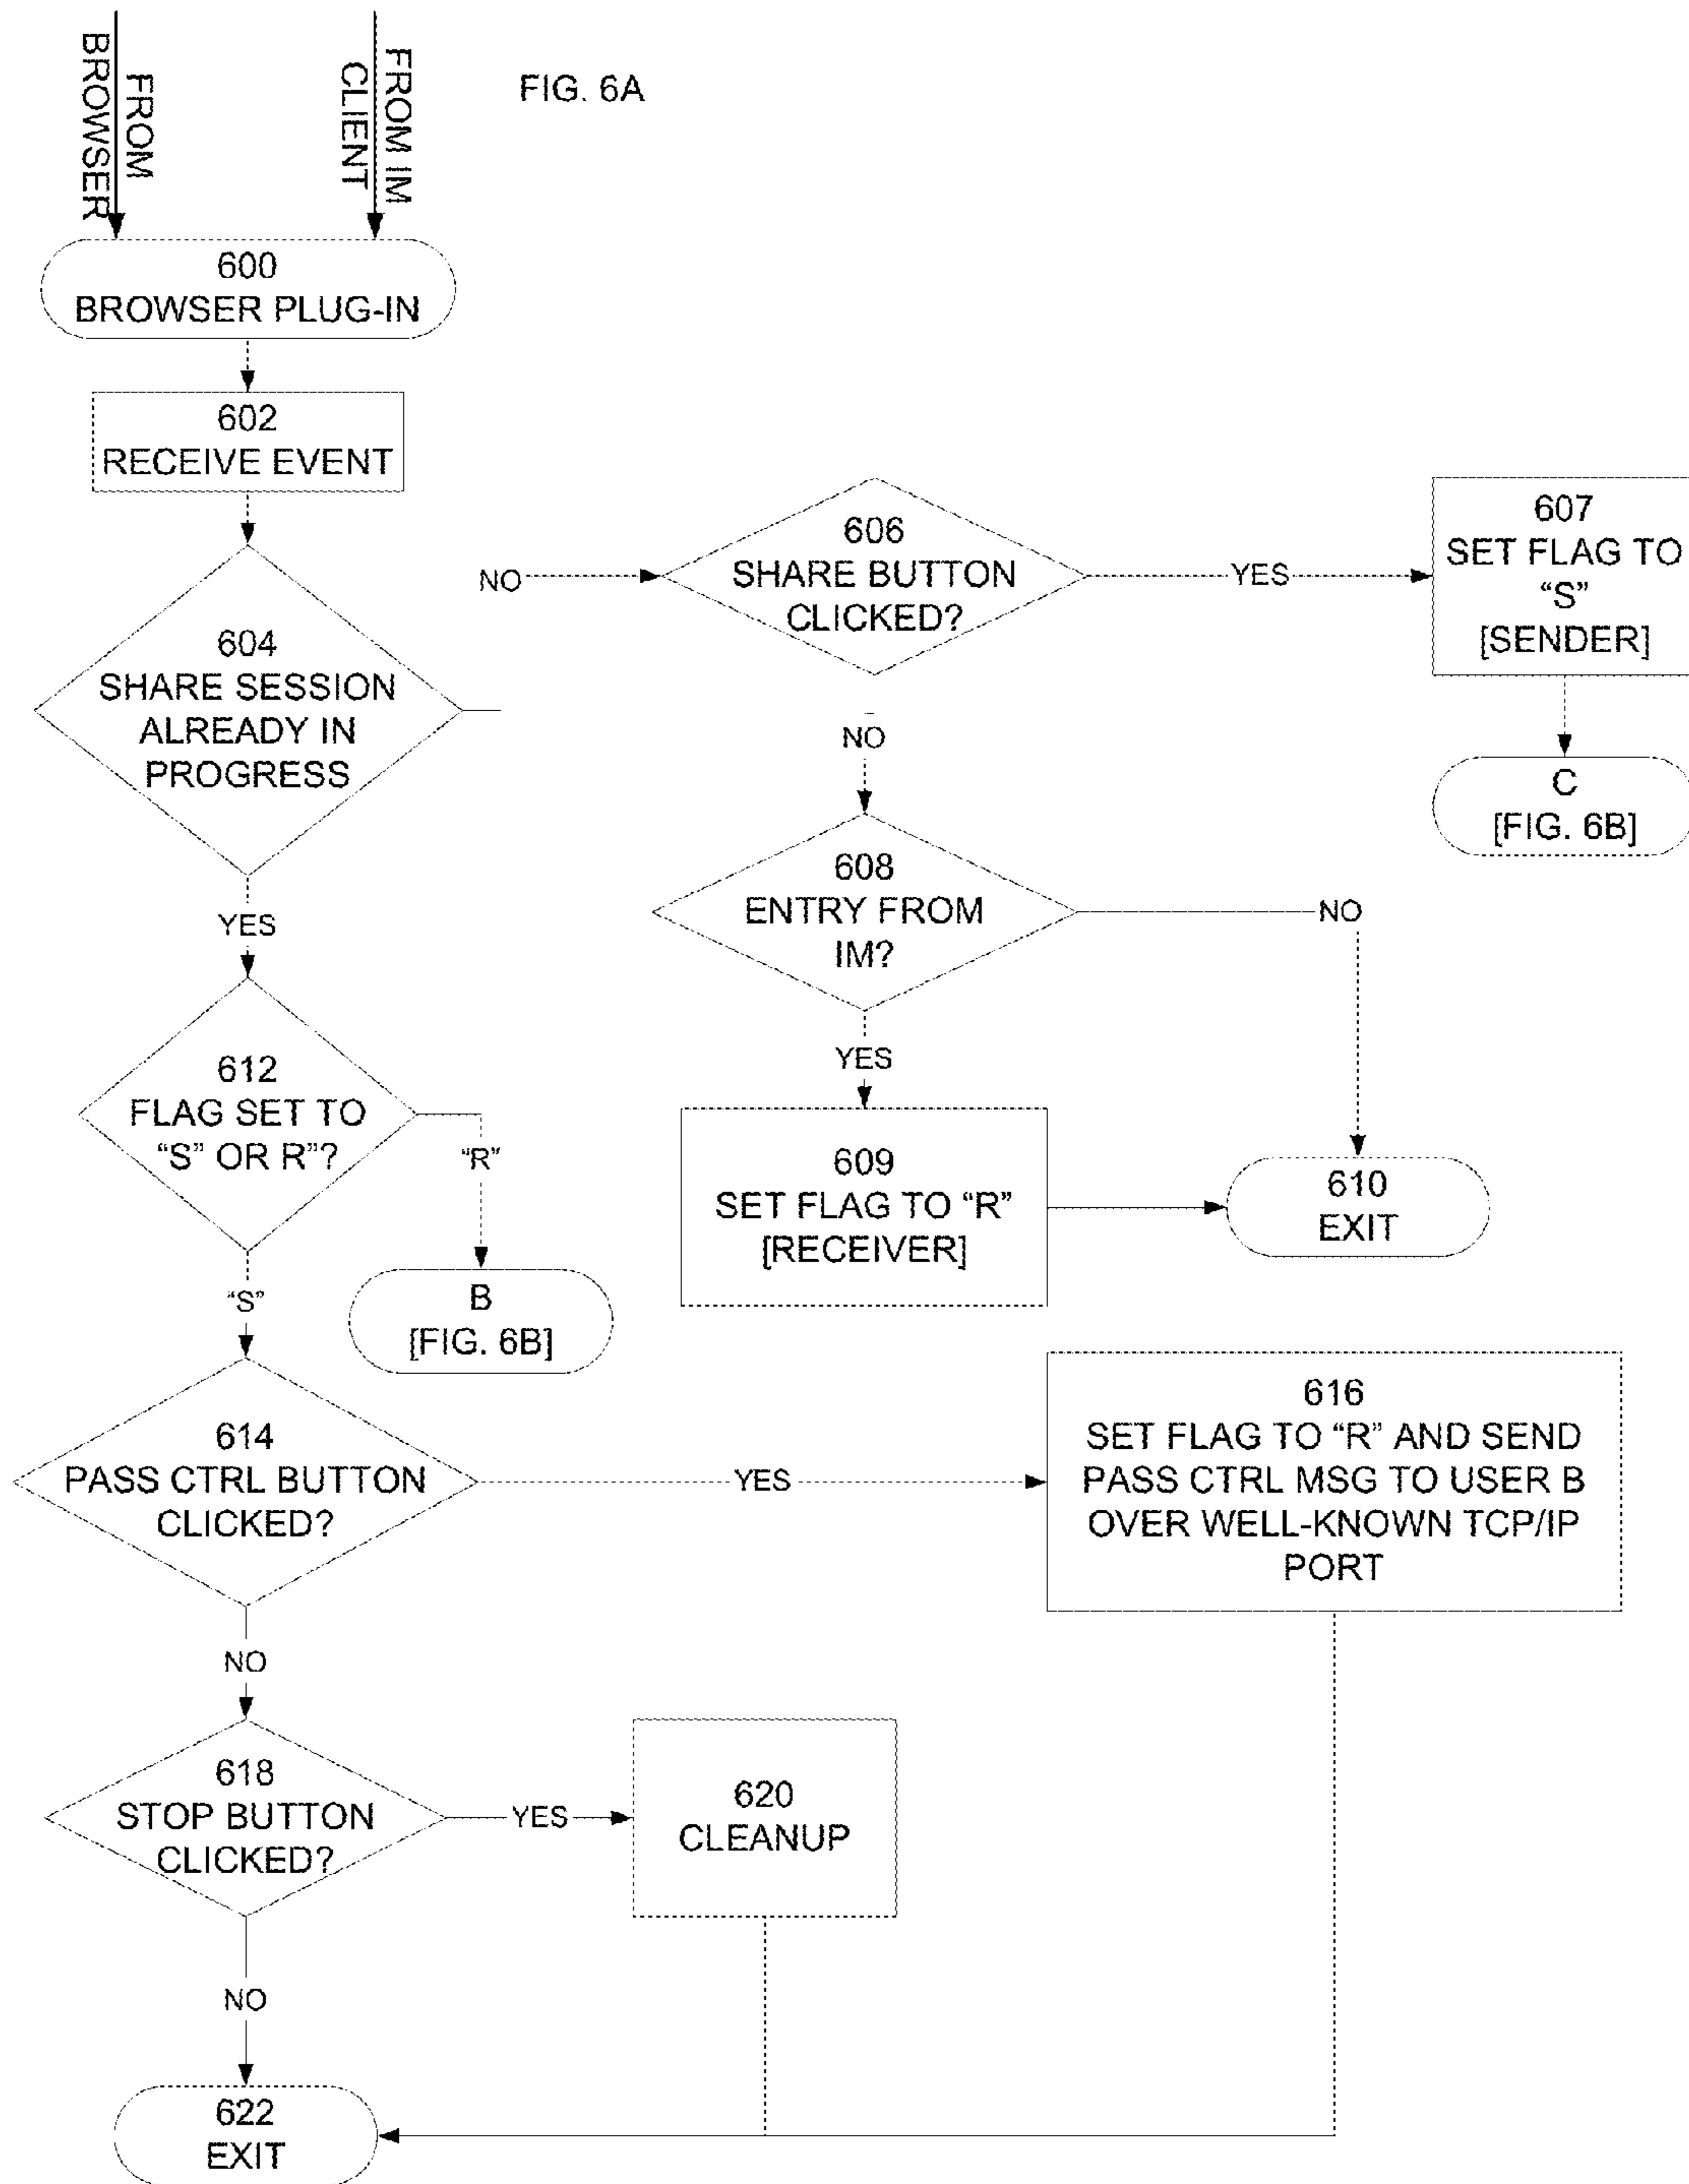 FROM
BROWSER
FROM IM
CLIENT
FIG. 6A
600
BROWSER PLUG-IN
602
RECEIVE EVENT
604
SHARE SESSION
ALREADY IN
PROGRESS
NO
606
SHARE BUTTON
CLICKED?
YES
607
SET FLAG TO
“S”
[SENDER]
C
[FIG. 6B]
NO
608
ENTRY FROM
IM?
NO
YES
609
SET FLAG TO “R”
[RECEIVER]
610
EXIT
YES
612
FLAG SET TO
“S” OR R”?
“R”
B
[FIG. 6B]
“S”
614
PASS CTRL BUTTON
CLICKED?
YES
616
SET FLAG TO “R” AND SEND
PASS CTRL MSG TO USER B
OVER WELL-KNOWN TCP/IP
PORT
NO
618
STOP BUTTON
CLICKED?
YES
620
CLEANUP
NO
622
EXIT